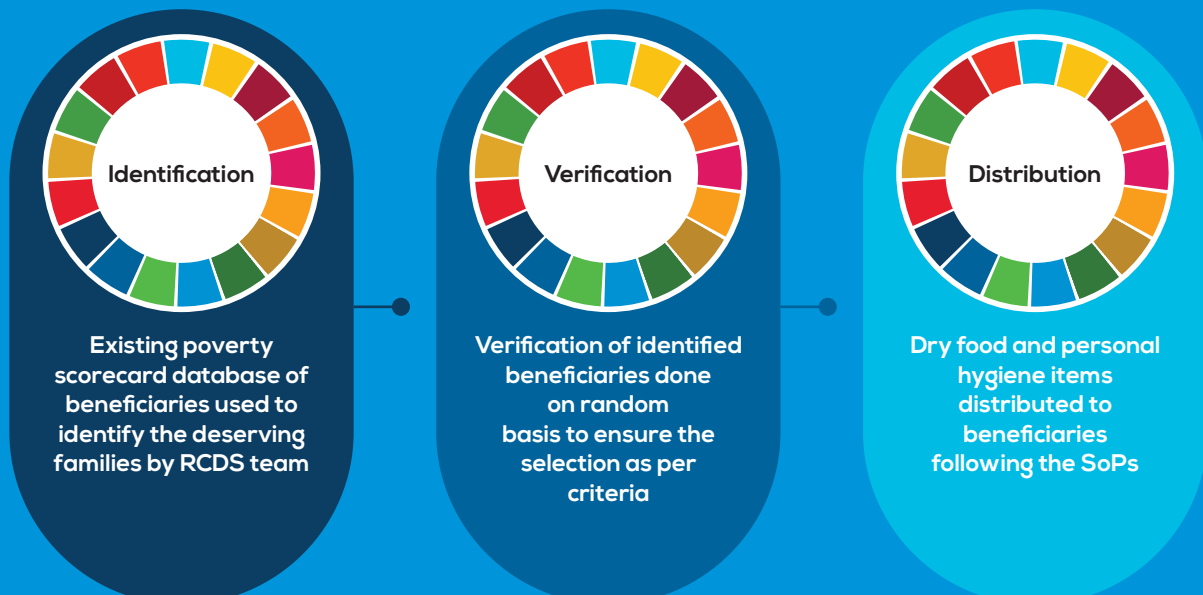 Identification
Existing poverty
scorecard database of
beneficiaries used to
identify the deserving
families by RCDS team
Verification
Verification of identified
beneficiaries done
on random
basis to ensure the
selection as per
criteria
Distribution
Dry food and personal
hygiene items
distributed to
beneficiaries
following the SoPs